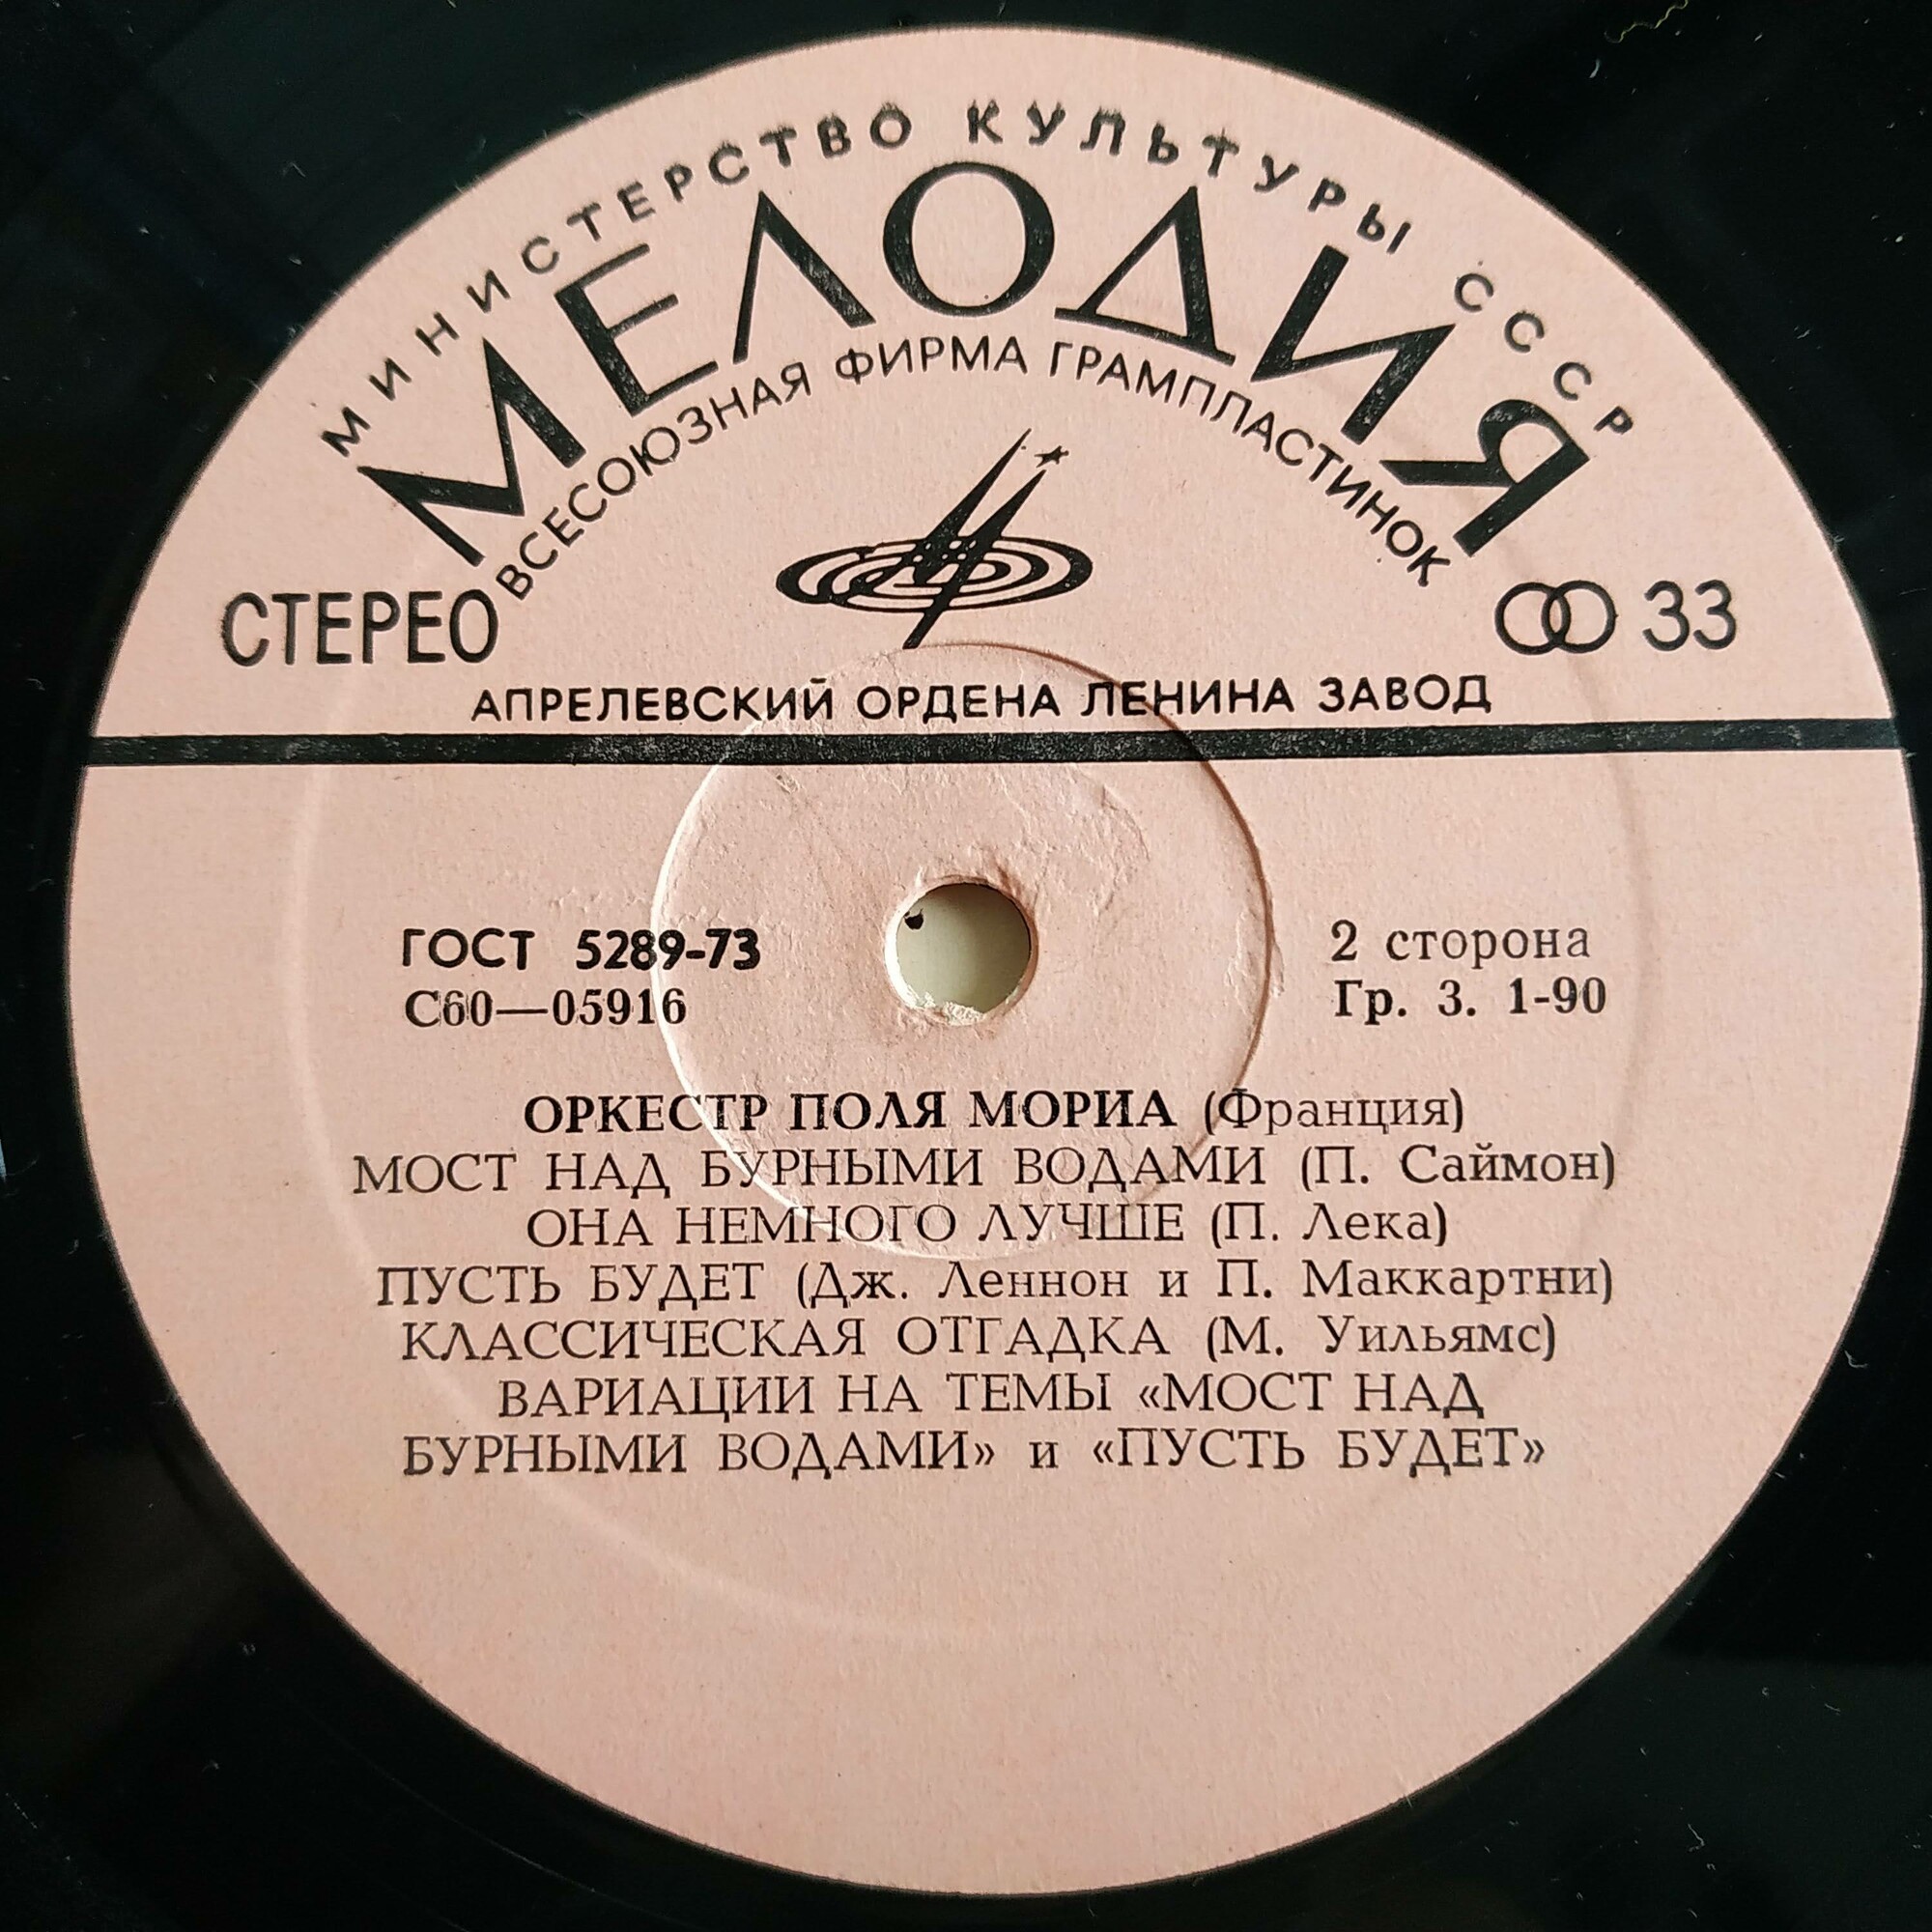 МИНИСТЕРСТВО КУЛЬТУРЫ СССР
МЕЛОДИЯ
ВСЕСОЮЗНАЯ ФИРМА ГРАМПЛАСТИНОК
СТЕРЕО 33
АПРЕЛЕВСКИЙ ОРДЕНА ЛЕНИНА ЗАВОД
ГОСТ 5289-73 2 сторона
С60—05916 Гр. 3. 1-90
ОРКЕСТР ПОЛЯ МОРИА (Франция)
МОСТ НАД БУРНЫМИ ВОДАМИ (П. Саймон)
ОНА НЕМНОГО ЛУЧШЕ (П. Лека)
ПУСТЬ БУДЕТ (Дж. Леннон и П. Маккартни)
КЛАССИЧЕСКАЯ ОТГАДКА (М. Уильямс)
ВАРИАЦИИ НА ТЕМЫ «МОСТ НАД
БУРНЫМИ ВОДАМИ» и «ПУСТЬ БУДЕТ»